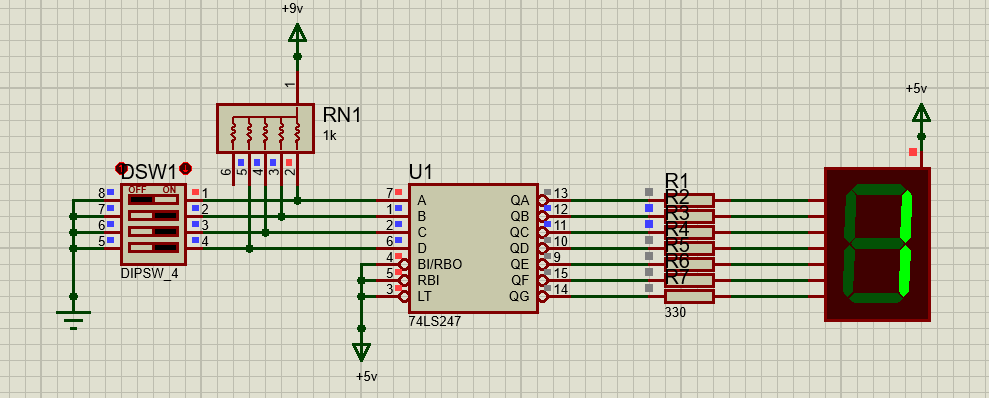 +9v
1
RN1
1k
6 5 4 3 2
+5v
DSW1
OFF ON
8 1
7 2
6 3
5 4
DIPSW_4
U1
7 A QA 13
1 B QB 12
2 C QC 11
6 D QD 10
4 BI/RBO QE 9
5 RBI QF 15
3 LT QG 14
74LS247
+5v
R1
R2
R3
R4
R5
R6
R7
330
1